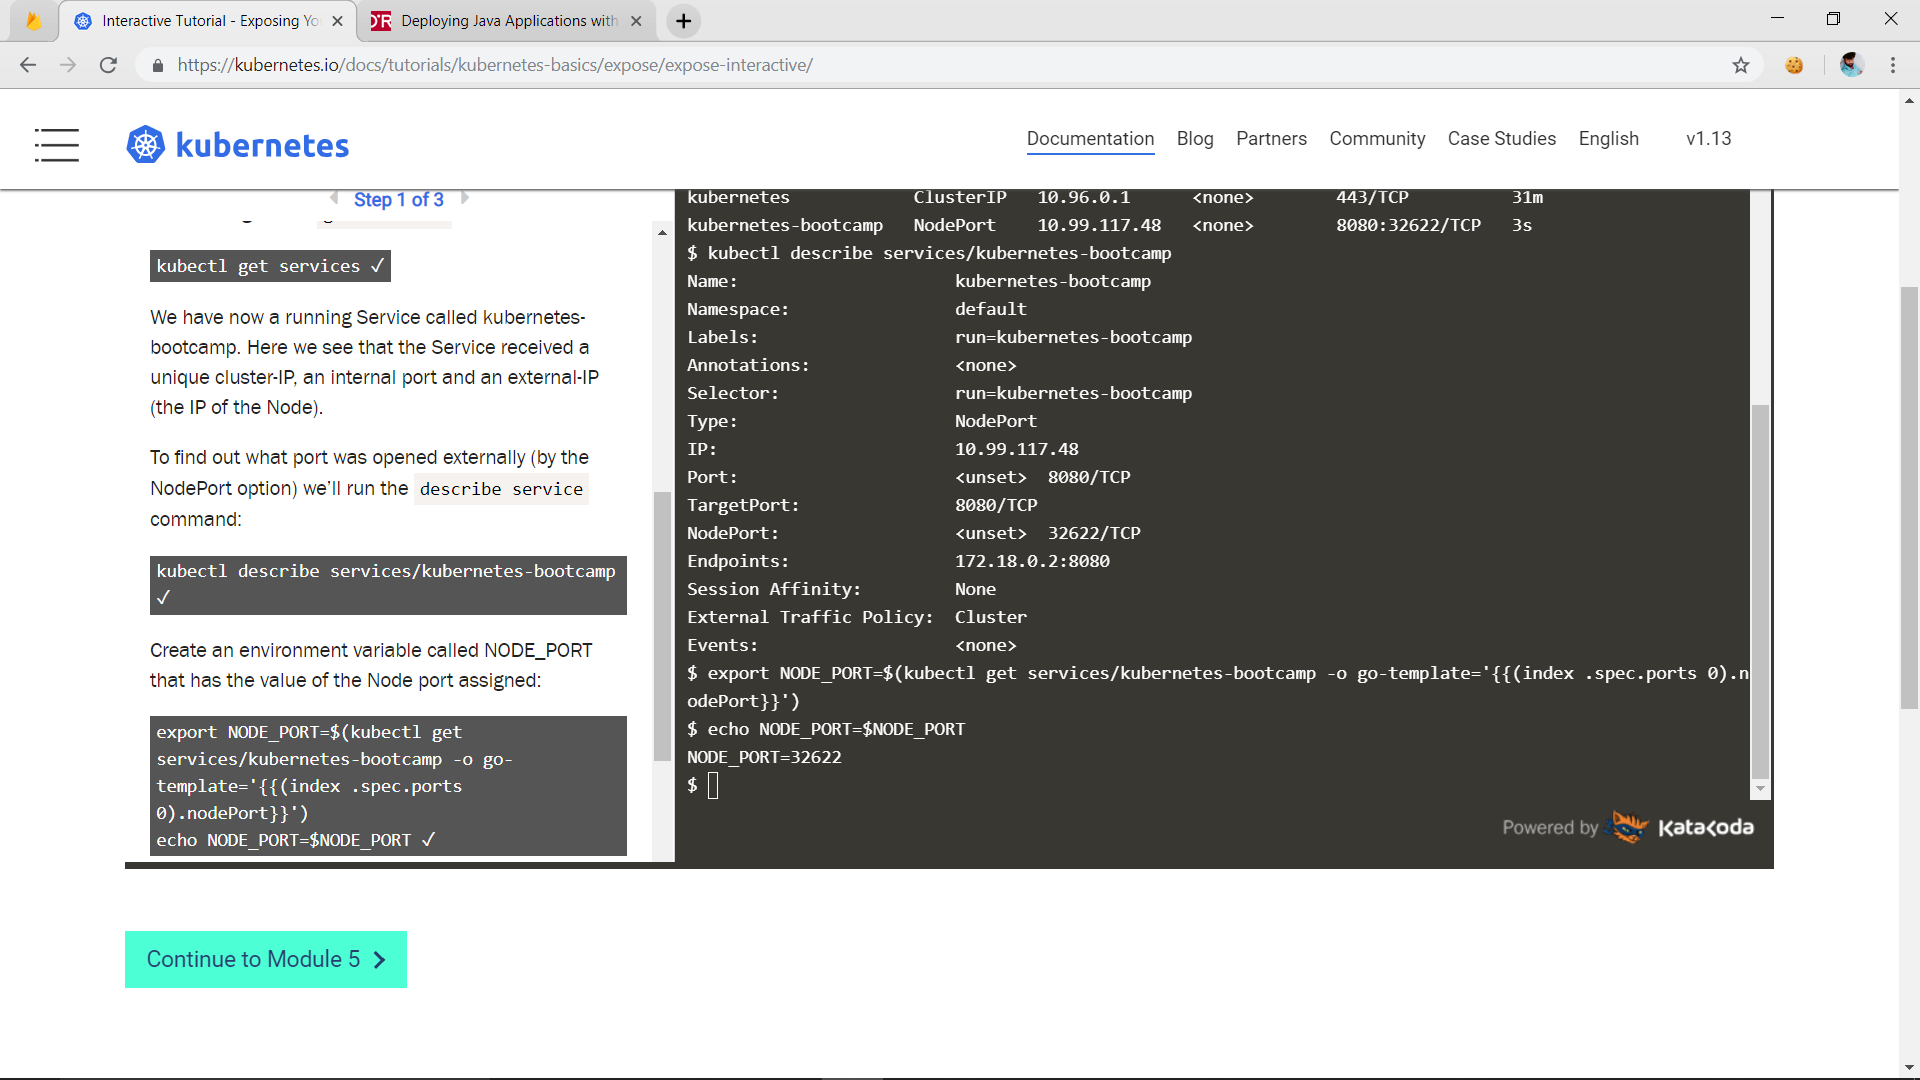 Interactive Tutorial - Exposing Yo
Deploying Java Applications with
https://kubernetes.io/docs/tutorials/kubernetes-basics/expose/expose-interactive/
kubernetes
Documentation Blog Partners Community Case Studies English v1.13
Step 1 of 3
kubectl get services ✓
We have now a running Service called kubernetes-
bootcamp. Here we see that the Service received a
unique cluster-IP, an internal port and an external-IP
(the IP of the Node).
To find out what port was opened externally (by the
NodePort option) we’ll run the describe service
command:
kubectl describe services/kubernetes-bootcamp
✓
Create an environment variable called NODE_PORT
that has the value of the Node port assigned:
export NODE_PORT=$(kubectl get
services/kubernetes-bootcamp -o go-
template='{{(index .spec.ports
0).nodePort}}')
echo NODE_PORT=$NODE_PORT ✓
kubernetes ClusterIP 10.96.0.1 <none> 443/TCP 31m
kubernetes-bootcamp NodePort 10.99.117.48 <none> 8080:32622/TCP 3s
$ kubectl describe services/kubernetes-bootcamp
Name: kubernetes-bootcamp
Namespace: default
Labels: run=kubernetes-bootcamp
Annotations: <none>
Selector: run=kubernetes-bootcamp
Type: NodePort
IP: 10.99.117.48
Port: <unset> 8080/TCP
TargetPort: 8080/TCP
NodePort: <unset> 32622/TCP
Endpoints: 172.18.0.2:8080
Session Affinity: None
External Traffic Policy: Cluster
Events: <none>
$ export NODE_PORT=$(kubectl get services/kubernetes-bootcamp -o go-template='{{(index .spec.ports 0).n
odePort}}')
$ echo NODE_PORT=$NODE_PORT
NODE_PORT=32622
$
Powered by Katacoda
Continue to Module 5